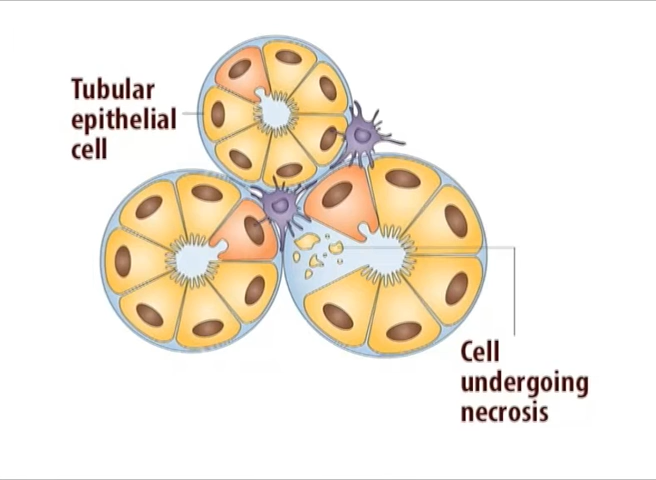 Tubular
epithelial
cell
Cell
undergoing
necrosis